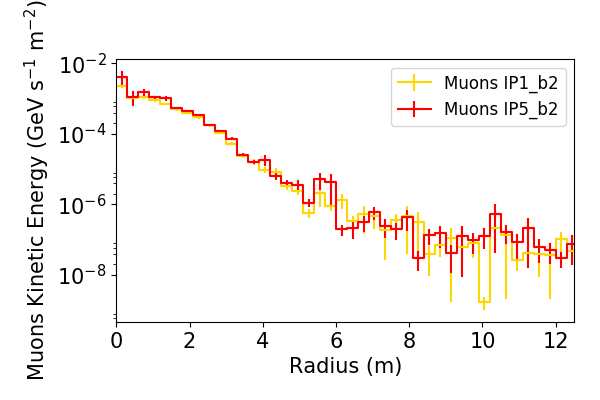 Muons Kinetic Energy (GeV s⁻¹ m⁻²)
10⁻²
10⁻⁴
10⁻⁶
10⁻⁸
Muons IP1_b2
Muons IP5_b2
0 2 4 6 8 10 12
Radius (m)